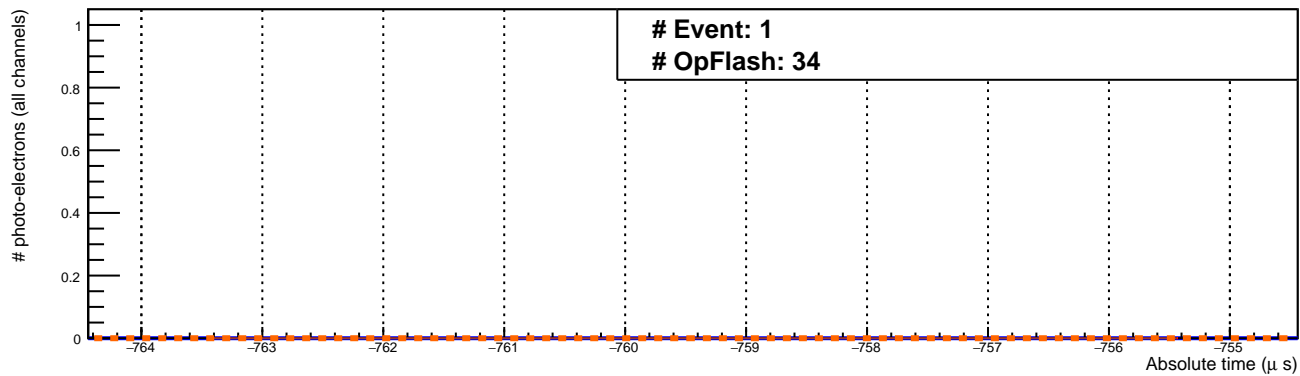 # Event: 1
# OpFlash: 34
# photo-electrons (all channels)
1
0.8
0.6
0.4
0.2
0
−764 −763 −762 −761 −760 −759 −758 −757 −756 −755
Absolute time (μ s)